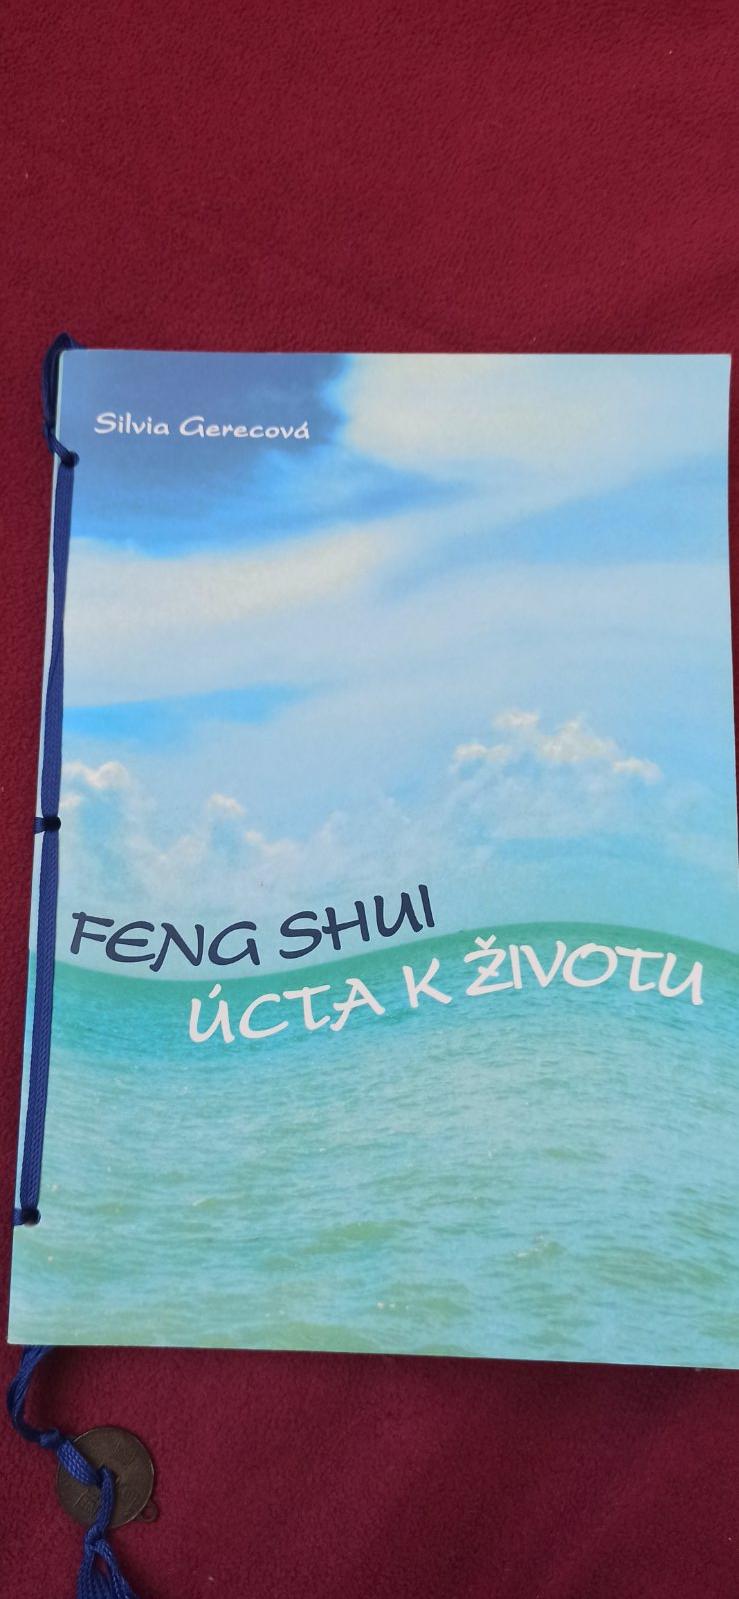 Silvia Gerecová
FENG SHUI
ÚCTA K ŽIVOTU